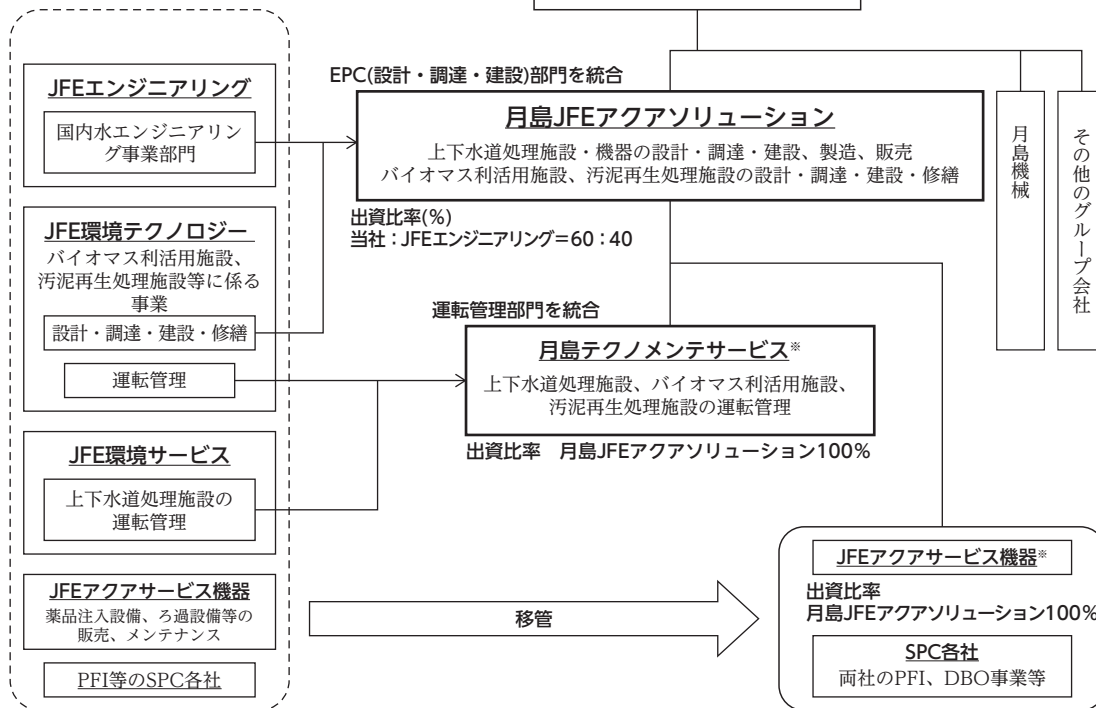 JFEエンジニアリング
国内水エンジニアリン
グ事業部門
JFE環境テクノロジー
バイオマス利活用施設、
汚泥再生処理施設等に係る
事業
設計・調達・建設・修繕
運転管理
JFE環境サービス
上下水道処理施設の
運転管理
JFEアクアサービス機器
薬品注入設備、ろ過設備等の
販売、メンテナンス
PFI等のSPC各社
EPC(設計・調達・建設)部門を統合
月島JFEアクアソリューション
上下水道処理施設・機器の設計・調達・建設、製造、販売
バイオマス利活用施設、汚泥再生処理施設の設計・調達・建設・修繕
出資比率(%)
当社：JFEエンジニアリング＝60：40
運転管理部門を統合
月島テクノメンテサービス※
上下水道処理施設、バイオマス利活用施設、
汚泥再生処理施設の運転管理
出資比率　月島JFEアクアソリューション100%
移管
月島機械
その他のグループ会社
JFEアクアサービス機器※
出資比率
月島JFEアクアソリューション100%
SPC各社
両社のPFI、DBO事業等